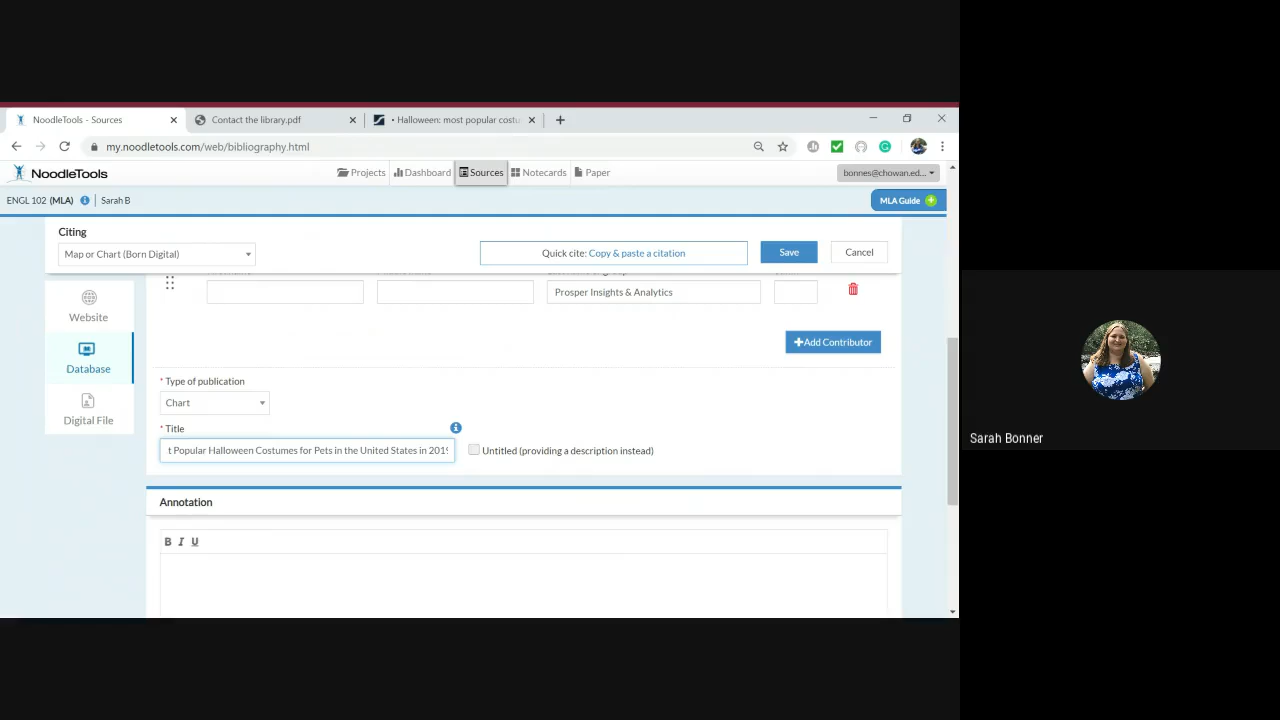 NoodleTools - Sources
Contact the library.pdf
• Halloween: most popular costu
my.noodletools.com/web/bibliography.html
NoodleTools
Projects
Dashboard
Sources
Notecards
Paper
bonnes@chowan.ed...
ENGL 102 (MLA)
Sarah B
MLA Guide
Citing
Map or Chart (Born Digital)
Quick cite: Copy & paste a citation
Save
Cancel
Website
Database
Digital File
Prosper Insights & Analytics
+Add Contributor
* Type of publication
Chart
* Title
t Popular Halloween Costumes for Pets in the United States in 2019
Untitled (providing a description instead)
Annotation
B I U
Sarah Bonner